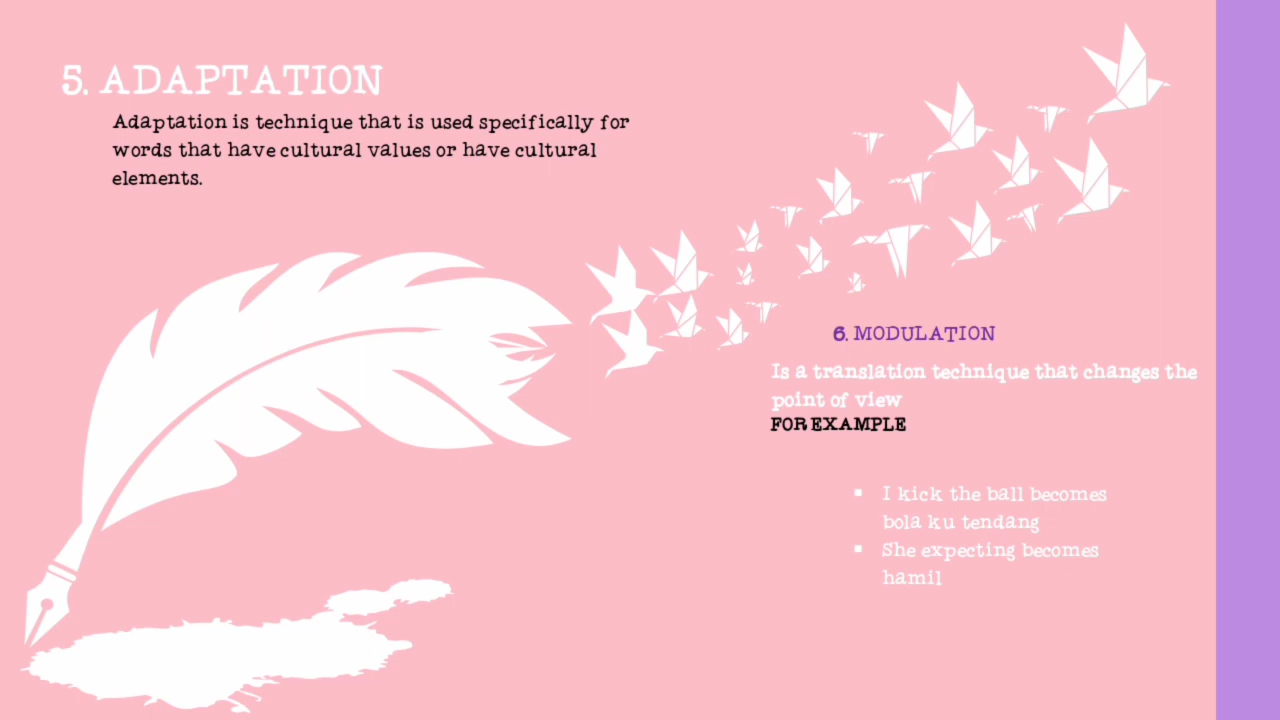 5. ADAPTATION
Adaptation is technique that is used specifically for
words that have cultural values or have cultural
elements.
6. MODULATION
Is a translation technique that changes the
point of view
FOR EXAMPLE
▪ I kick the ball becomes
bola ku tendang
▪ She expecting becomes
hamil